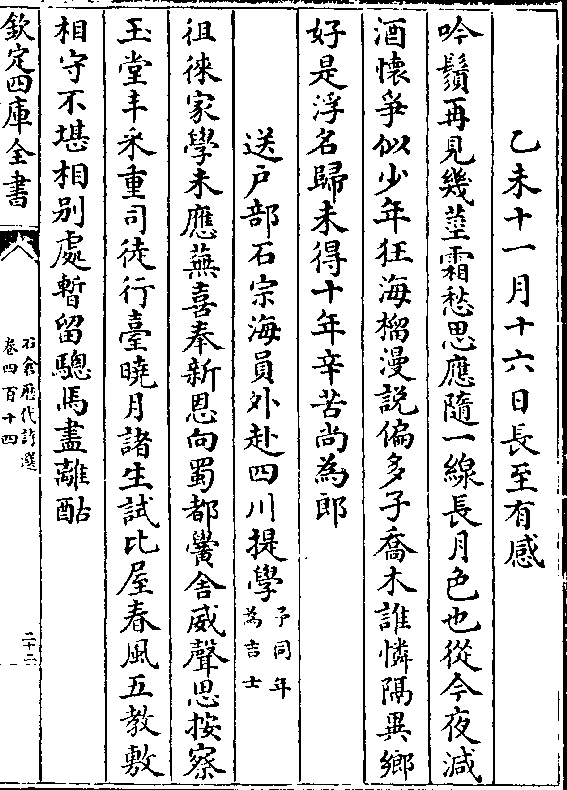 乙未十一月十六日長至有感
吟鬚再見幾莖霜愁思應隨一線長月色也從今夜減
酒懷爭似少年狂海榴漫說偏多子喬木誰憐隔異鄉
好是浮名歸未得十年辛苦尚為郎
送戶部石宗海員外赴四川提學予同年為吉士
徂徠家學未應蕪喜奉新恩向蜀都黌舍威聲思按察
玉堂丰采重司徒行臺曉月諸生試比屋春風五教敷
相守不堪相別處暫留驄馬盡離酤
欽定四庫全書
石倉歷代詩選
卷四百十四
二十二